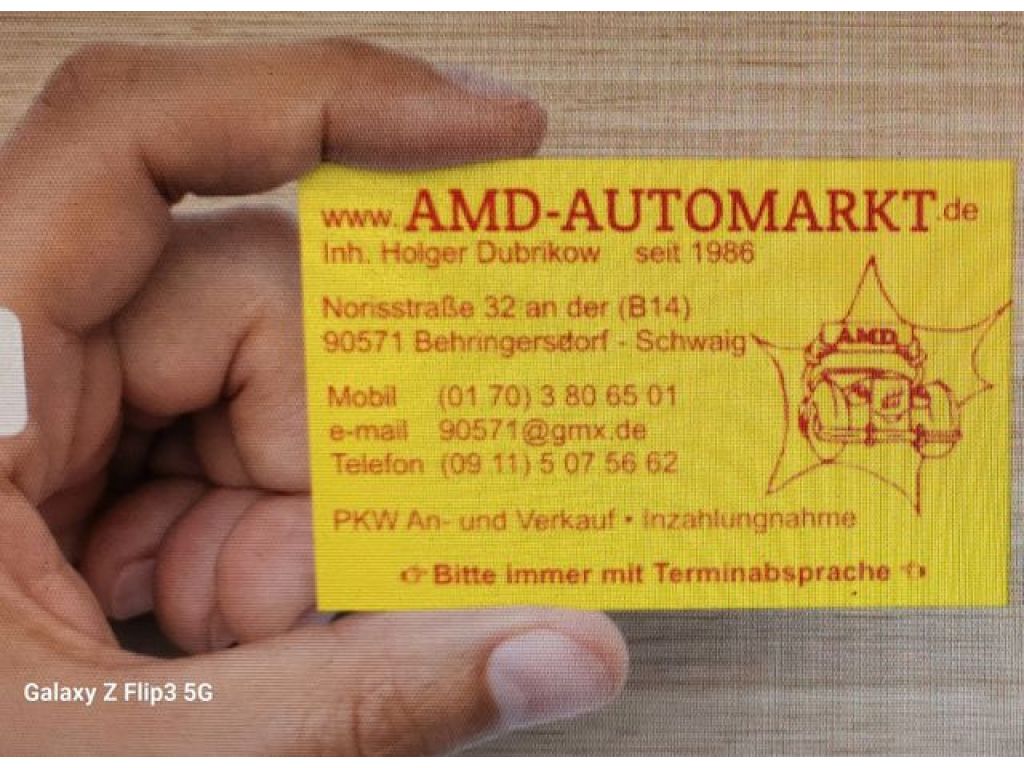 www.AMD-AUTOMARKT.de
Inh. Holger Dubrikow seit 1986
Norisstraße 32 an der (B14)
90571 Behringersdorf - Schwaig
AMD
Mobil (01 70) 3 80 65 01
e-mail 90571@gmx.de
Telefon (09 11) 5 07 56 62
PKW An- und Verkauf • Inzahlungnahme
☞ Bitte immer mit Terminabsprache ☜
Galaxy Z Flip3 5G